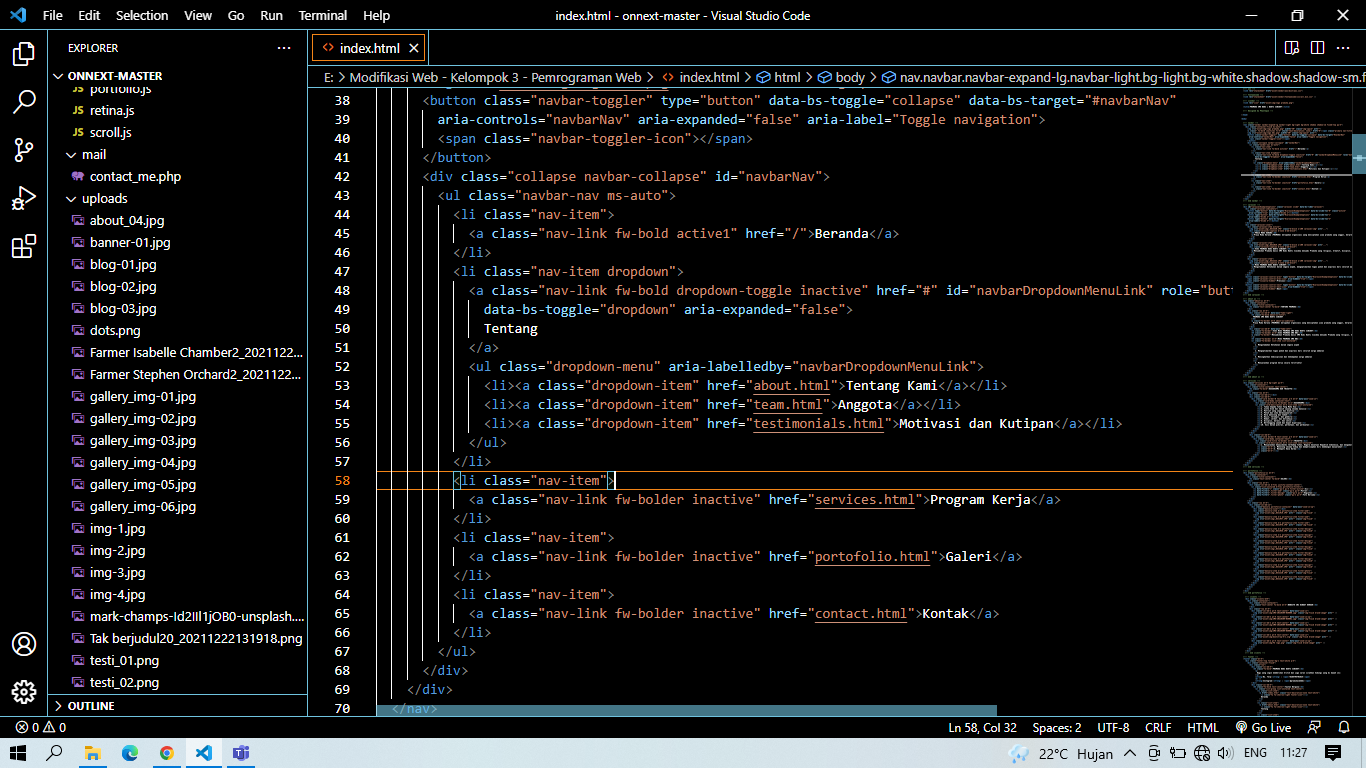 File Edit Selection View Go Run Terminal Help
index.html - onnext-master - Visual Studio Code
EXPLORER
index.html
ONNEXT-MASTER
E: > Modifikasi Web - Kelompok 3 - Pemrograman Web > index.html > html > body > nav.navbar.navbar-expand-lg.navbar-light.bg-light.bg-white.shadow.shadow-sm.f
JS portfolio.js
JS retina.js
JS scroll.js
mail
contact_me.php
uploads
about_04.jpg
banner-01.jpg
blog-01.jpg
blog-02.jpg
blog-03.jpg
dots.png
Farmer Isabelle Chamber2_20211222...
Farmer Stephen Orchard2_20211222...
gallery_img-01.jpg
gallery_img-02.jpg
gallery_img-03.jpg
gallery_img-04.jpg
gallery_img-05.jpg
gallery_img-06.jpg
img-1.jpg
img-2.jpg
img-3.jpg
img-4.jpg
mark-champs-Id2IIl1jOB0-unsplash....
Tak berjudul20_20211222131918.png
testi_01.png
testi_02.png
OUTLINE
38 <button class="navbar-toggler" type="button" data-bs-toggle="collapse" data-bs-target="#navbarNav"
39 aria-controls="navbarNav" aria-expanded="false" aria-label="Toggle navigation">
40 <span class="navbar-toggler-icon"></span>
41 </button>
42 <div class="collapse navbar-collapse" id="navbarNav">
43 <ul class="navbar-nav ms-auto">
44 <li class="nav-item">
45 <a class="nav-link fw-bold active1" href="/">Beranda</a>
46 </li>
47 <li class="nav-item dropdown">
48 <a class="nav-link fw-bold dropdown-toggle inactive" href="#" id="navbarDropdownMenuLink" role="but
49 data-bs-toggle="dropdown" aria-expanded="false">
50 Tentang
51 </a>
52 <ul class="dropdown-menu" aria-labelledby="navbarDropdownMenuLink">
53 <li><a class="dropdown-item" href="about.html">Tentang Kami</a></li>
54 <li><a class="dropdown-item" href="team.html">Anggota</a></li>
55 <li><a class="dropdown-item" href="testimonials.html">Motivasi dan Kutipan</a></li>
56 </ul>
57 </li>
58 <li class="nav-item">
59 <a class="nav-link fw-bolder inactive" href="services.html">Program Kerja</a>
60 </li>
61 <li class="nav-item">
62 <a class="nav-link fw-bolder inactive" href="portofolio.html">Galeri</a>
63 </li>
64 <li class="nav-item">
65 <a class="nav-link fw-bolder inactive" href="contact.html">Kontak</a>
66 </li>
67 </ul>
68 </div>
69 </div>
70 </nav>
0 0
Ln 58, Col 32 Spaces: 2 UTF-8 CRLF HTML Go Live
22°C Hujan ENG 11:27